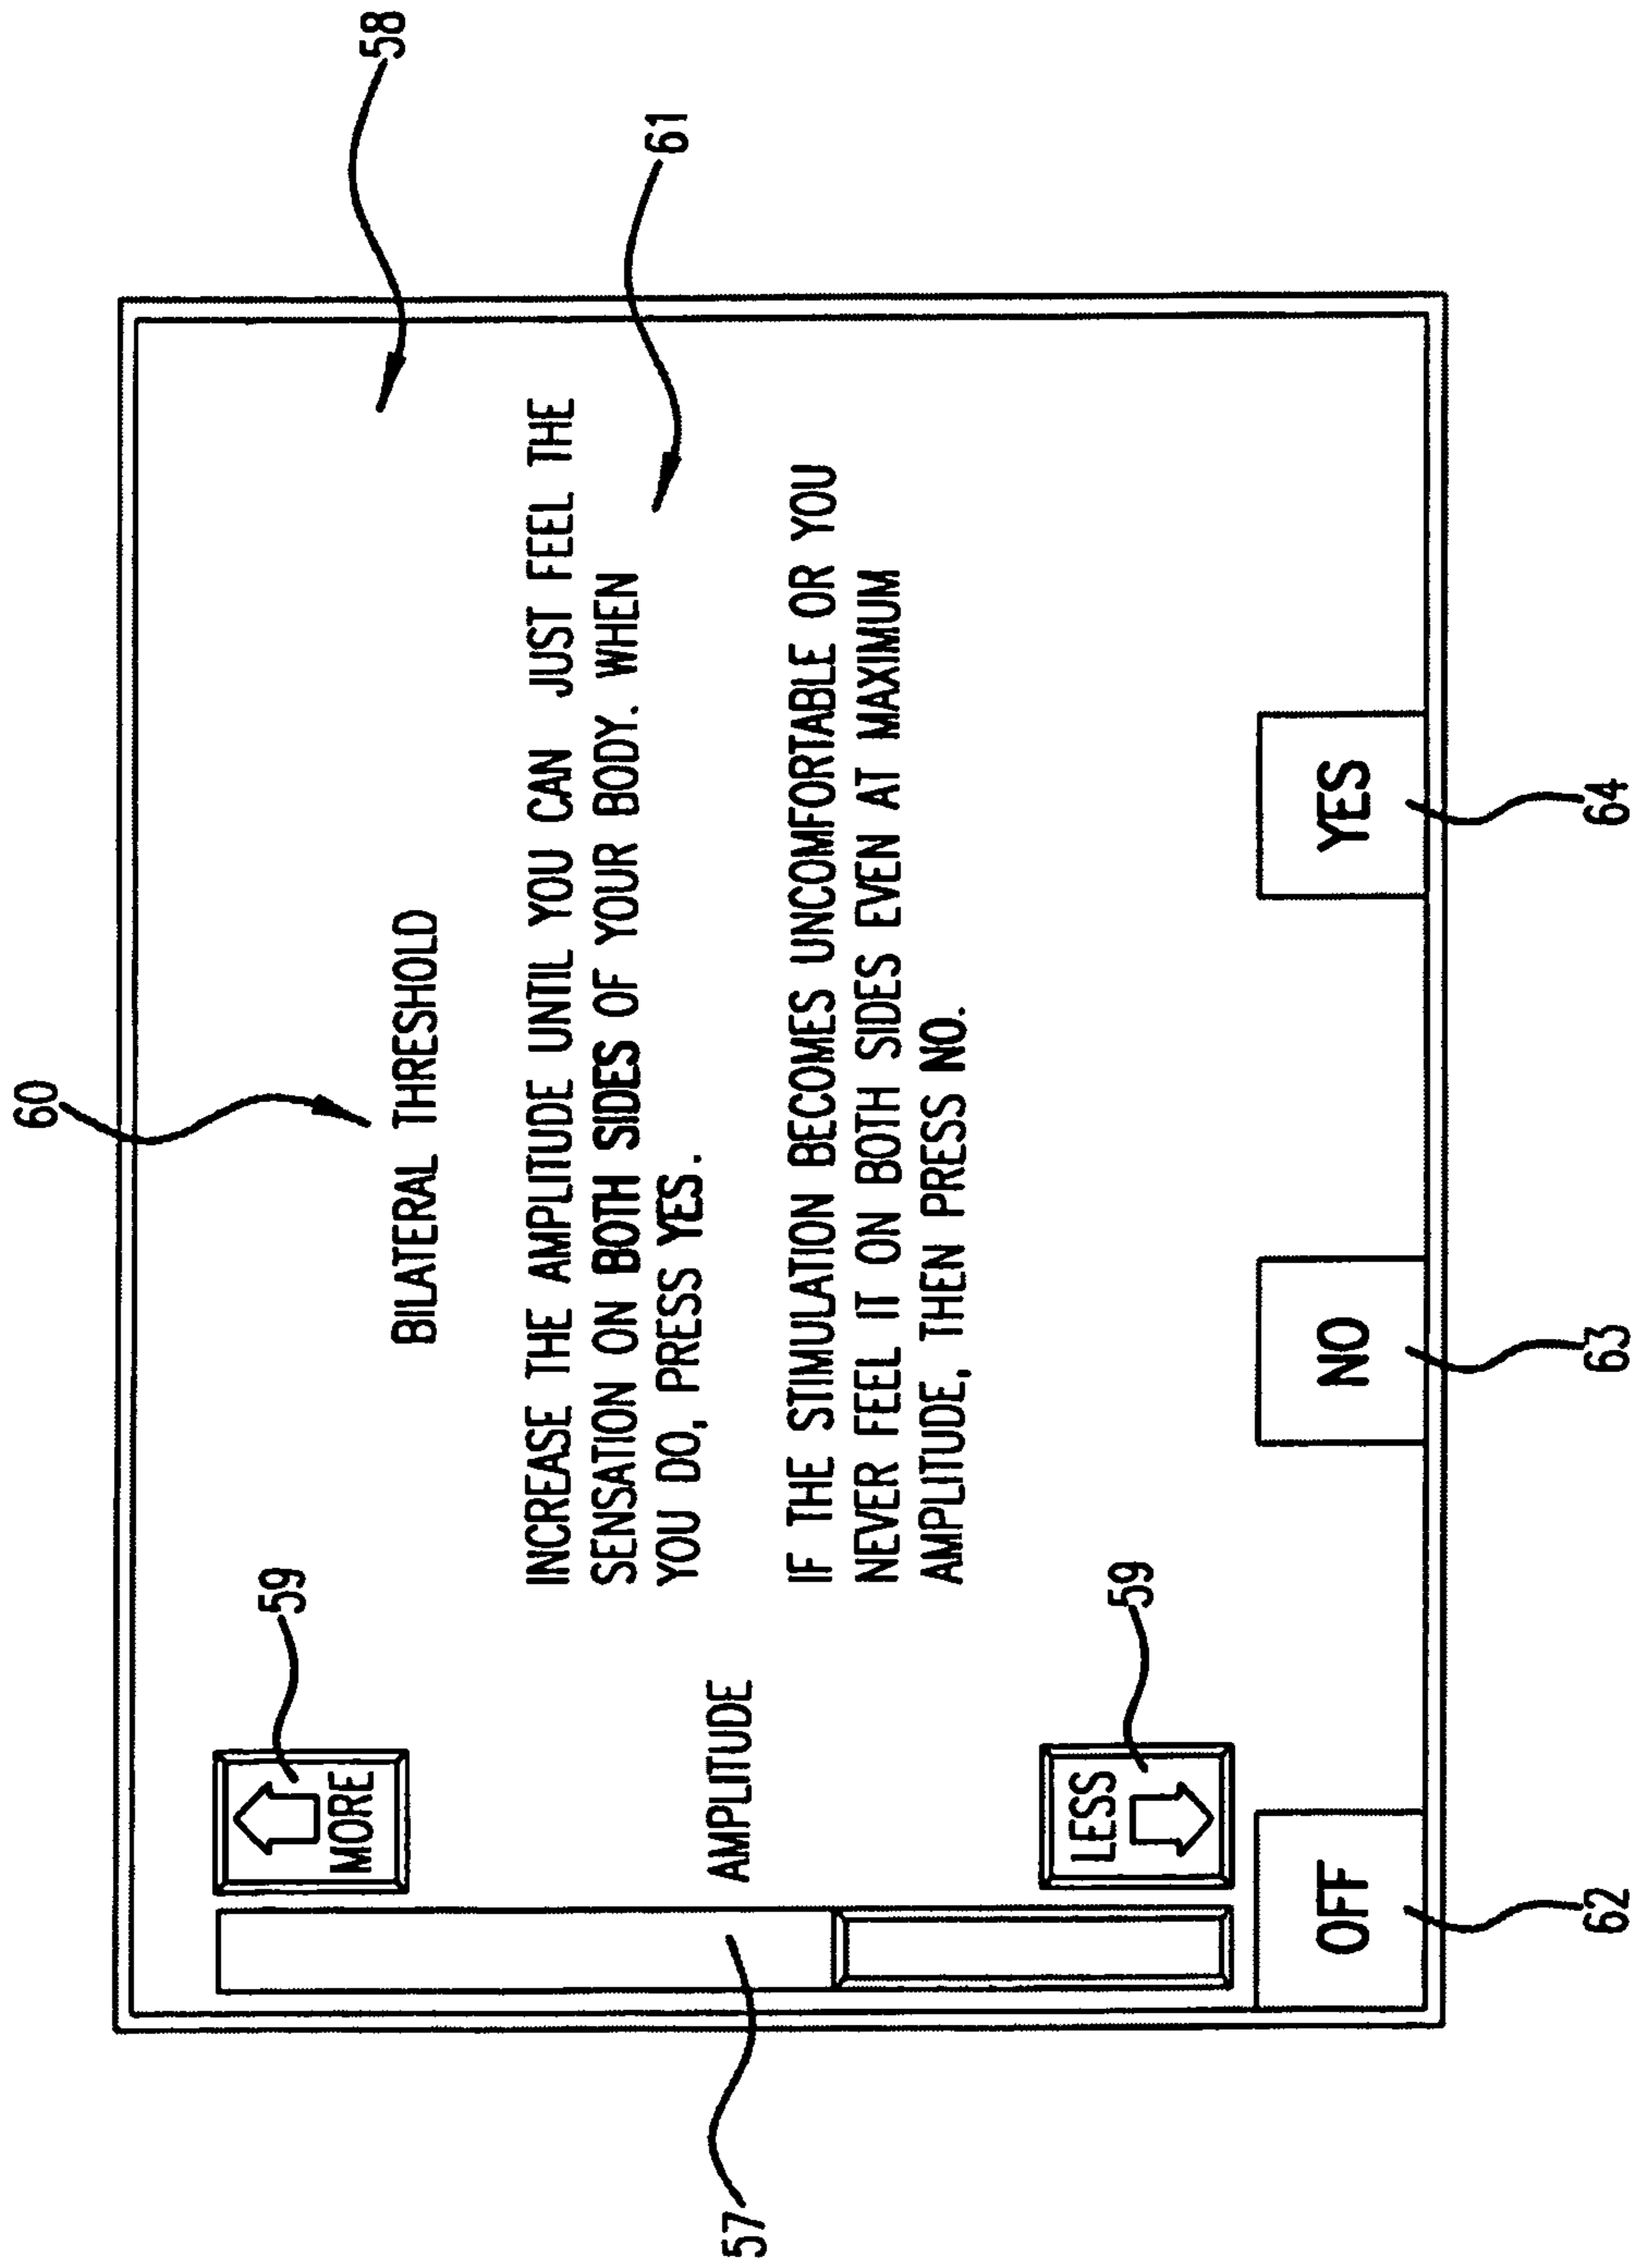 60
58
BILATERAL THRESHOLD
59
MORE
INCREASE THE AMPLITUDE UNTIL YOU CAN JUST FEEL THE
SENSATION ON BOTH SIDES OF YOUR BODY. WHEN
YOU DO, PRESS YES.
61
57
AMPLITUDE
IF THE STIMULATION BECOMES UNCOMFORTABLE OR YOU
NEVER FEEL IT ON BOTH SIDES EVEN AT MAXIMUM
AMPLITUDE, THEN PRESS NO.
LESS
59
OFF
NO
YES
62
63
64